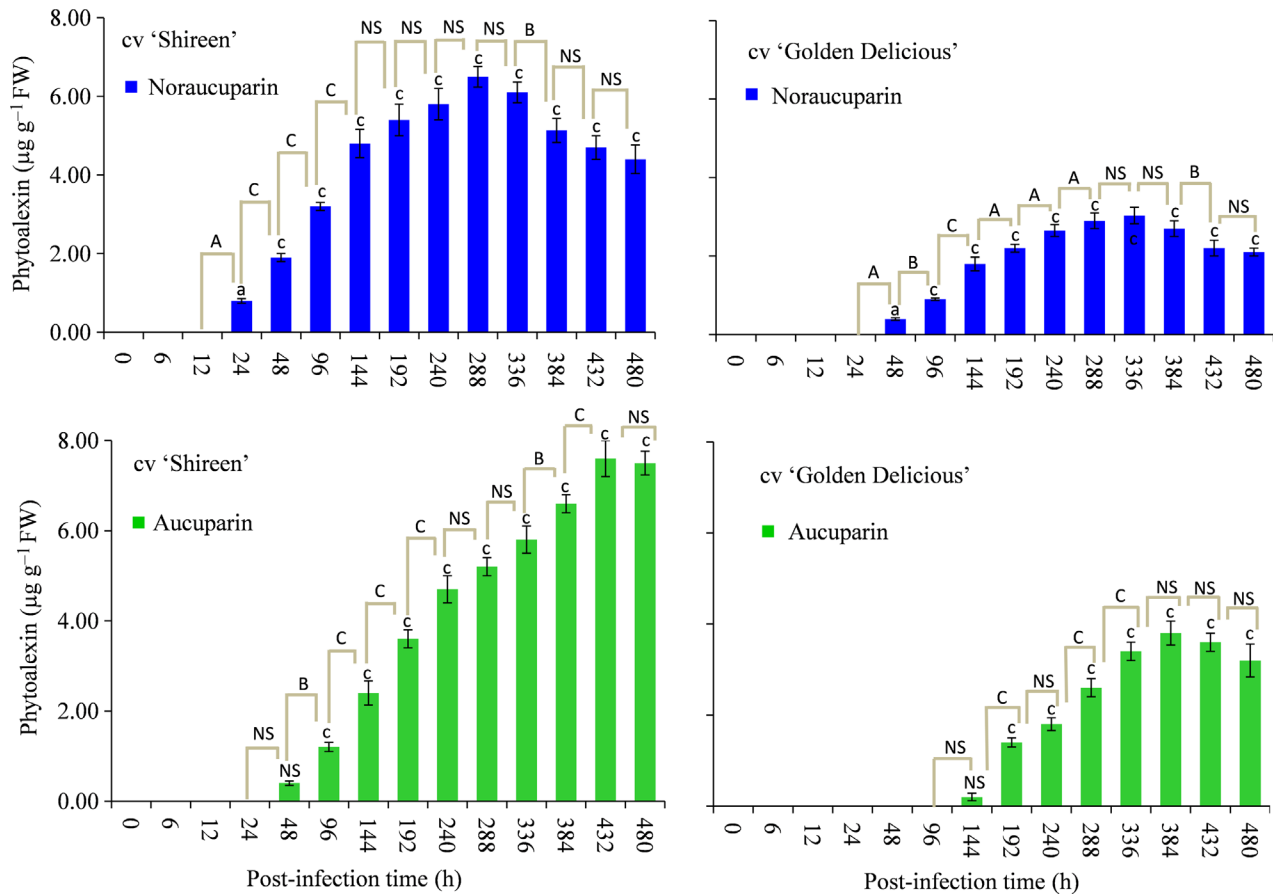 cv ‘Shireen’
Noraucuparin
Phytoalexin (µg g⁻¹ FW)
8.00
6.00
4.00
2.00
0.00
A C C C NS NS NS NS B NS NS
a c c c c c c c c c c
0 6 12 24 48 96 144 192 240 288 336 384 432 480
cv ‘Golden Delicious’
Noraucuparin
A B C A A A NS NS B NS
a c c c c c c c c c
0 6 12 24 48 96 144 192 240 288 336 384 432 480
cv ‘Shireen’
Aucuparin
Phytoalexin (µg g⁻¹ FW)
8.00
6.00
4.00
2.00
0.00
NS B C C C NS NS B C NS
NS c c c c c c c c c
0 6 12 24 48 96 144 192 240 288 336 384 432 480
Post-infection time (h)
cv ‘Golden Delicious’
Aucuparin
NS C NS C C NS NS NS
NS c c c c c c c
0 6 12 24 48 96 144 192 240 288 336 384 432 480
Post-infection time (h)